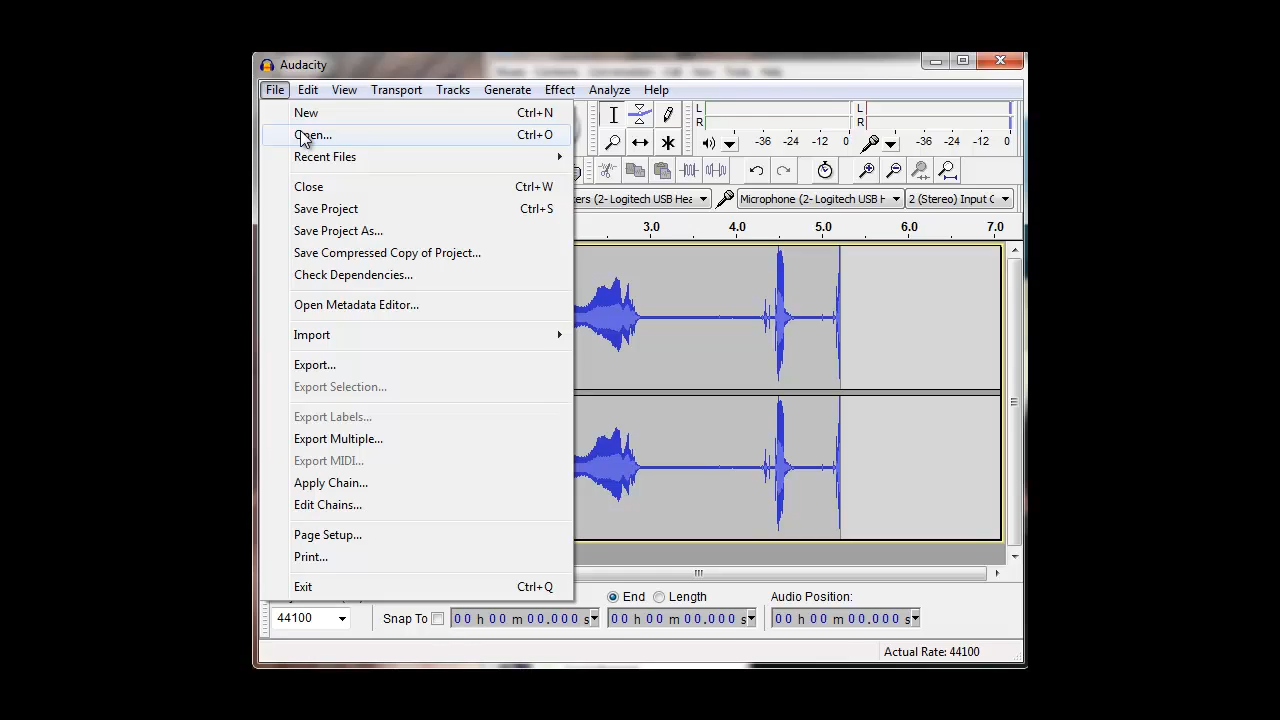 Audacity
File Edit View Transport Tracks Generate Effect Analyze Help
New Ctrl+N
Open... Ctrl+O
Recent Files
Close Ctrl+W
Save Project Ctrl+S
Save Project As...
Save Compressed Copy of Project...
Check Dependencies...
Open Metadata Editor...
Import
Export...
Export Selection...
Export Labels...
Export Multiple...
Export MIDI...
Apply Chain...
Edit Chains...
Page Setup...
Print...
Exit Ctrl+Q
L L
R R
-36 -24 -12 0 -36 -24 -12 0
(2- Logitech USB Hea Microphone (2- Logitech USB H 2 (Stereo) Input C
3.0 4.0 5.0 6.0 7.0
End Length Audio Position:
44100 Snap To 00 h 00 m 00.000 s 00 h 00 m 00.000 s 00 h 00 m 00.000 s
Actual Rate: 44100